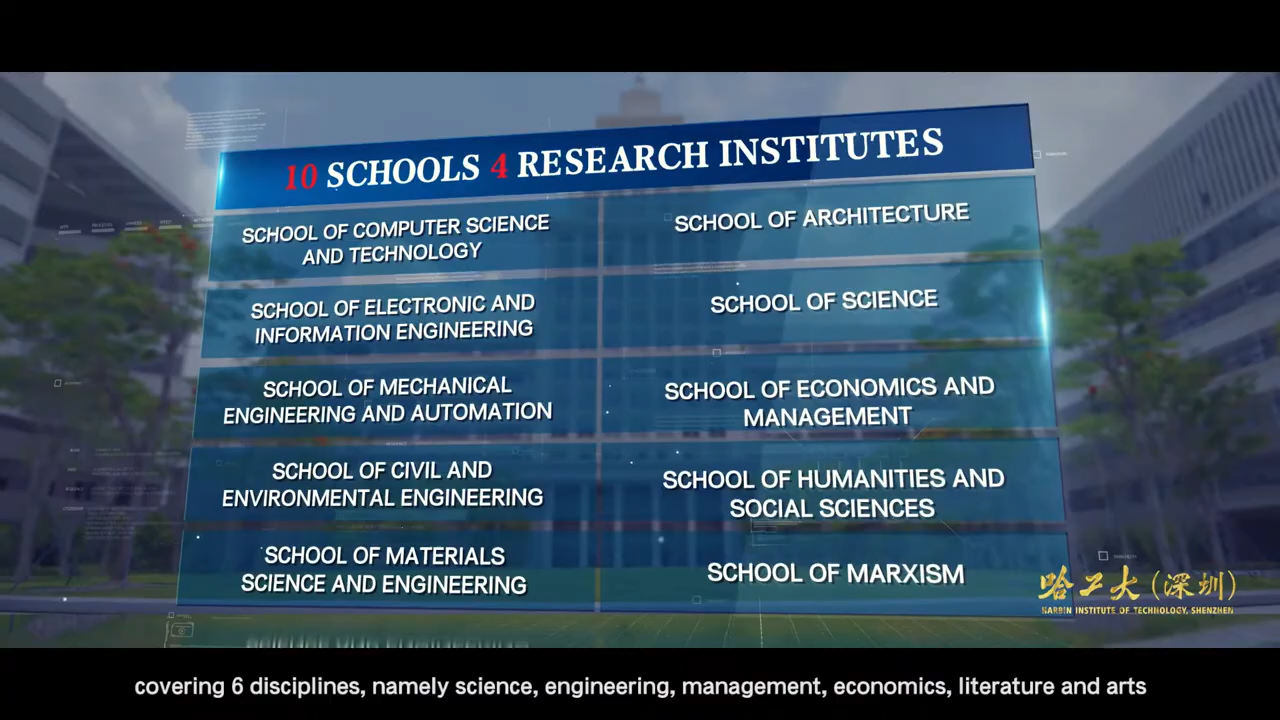 10 SCHOOLS 4 RESEARCH INSTITUTES
SCHOOL OF COMPUTER SCIENCE
AND TECHNOLOGY
SCHOOL OF ARCHITECTURE
SCHOOL OF ELECTRONIC AND
INFORMATION ENGINEERING
SCHOOL OF SCIENCE
SCHOOL OF MECHANICAL
ENGINEERING AND AUTOMATION
SCHOOL OF ECONOMICS AND
MANAGEMENT
SCHOOL OF CIVIL AND
ENVIRONMENTAL ENGINEERING
SCHOOL OF HUMANITIES AND
SOCIAL SCIENCES
SCHOOL OF MATERIALS
SCIENCE AND ENGINEERING
SCHOOL OF MARXISM
哈工大(深圳)
HARBIN INSTITUTE OF TECHNOLOGY, SHENZHEN
covering 6 disciplines, namely science, engineering, management, economics, literature and arts